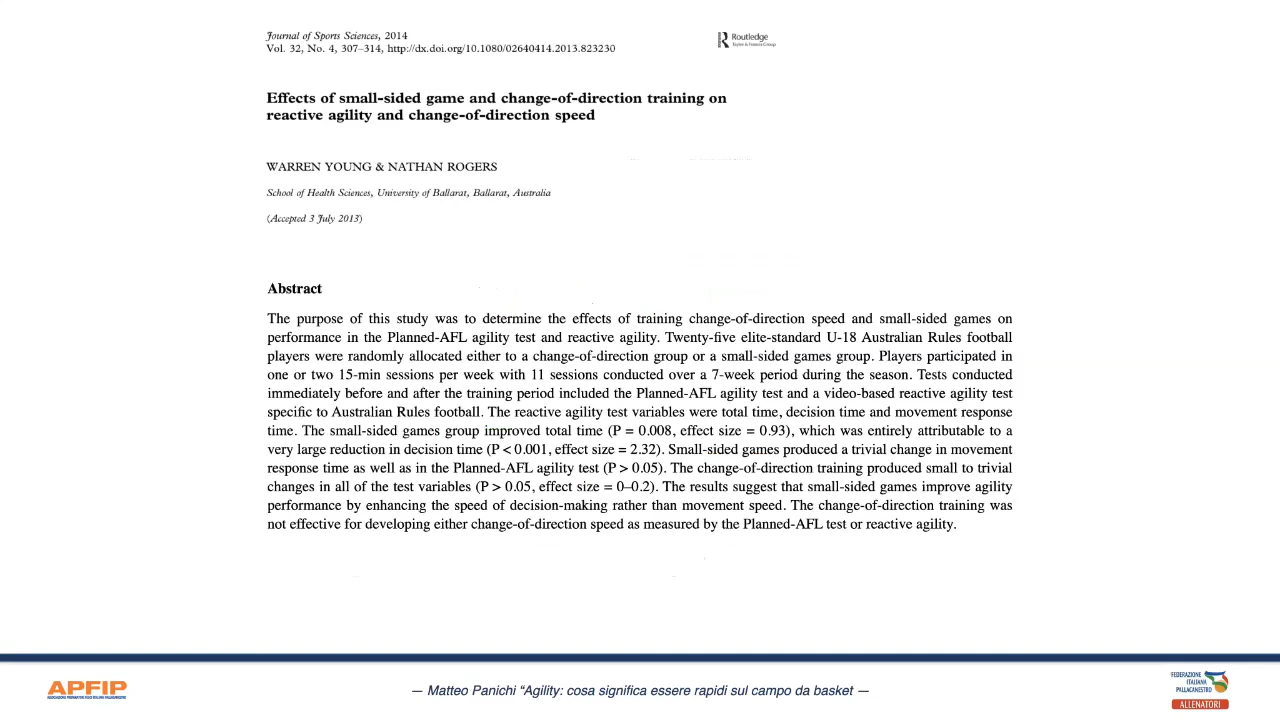 Journal of Sports Sciences, 2014
Vol. 32, No. 4, 307–314, http://dx.doi.org/10.1080/02640414.2013.823230
Routledge
Taylor & Francis Group
Effects of small-sided game and change-of-direction training on
reactive agility and change-of-direction speed
WARREN YOUNG & NATHAN ROGERS
School of Health Sciences, University of Ballarat, Ballarat, Australia
(Accepted 3 July 2013)
Abstract
The purpose of this study was to determine the effects of training change-of-direction speed and small-sided games on
performance in the Planned-AFL agility test and reactive agility. Twenty-five elite-standard U-18 Australian Rules football
players were randomly allocated either to a change-of-direction group or a small-sided games group. Players participated in
one or two 15-min sessions per week with 11 sessions conducted over a 7-week period during the season. Tests conducted
immediately before and after the training period included the Planned-AFL agility test and a video-based reactive agility test
specific to Australian Rules football. The reactive agility test variables were total time, decision time and movement response
time. The small-sided games group improved total time (P = 0.008, effect size = 0.93), which was entirely attributable to a
very large reduction in decision time (P < 0.001, effect size = 2.32). Small-sided games produced a trivial change in movement
response time as well as in the Planned-AFL agility test (P > 0.05). The change-of-direction training produced small to trivial
changes in all of the test variables (P > 0.05, effect size = 0–0.2). The results suggest that small-sided games improve agility
performance by enhancing the speed of decision-making rather than movement speed. The change-of-direction training was
not effective for developing either change-of-direction speed as measured by the Planned-AFL test or reactive agility.
APFIP
— Matteo Panichi “Agility: cosa significa essere rapidi sul campo da basket —
FEDERAZIONE
ITALIANA
PALLACANESTRO
ALLENATORI